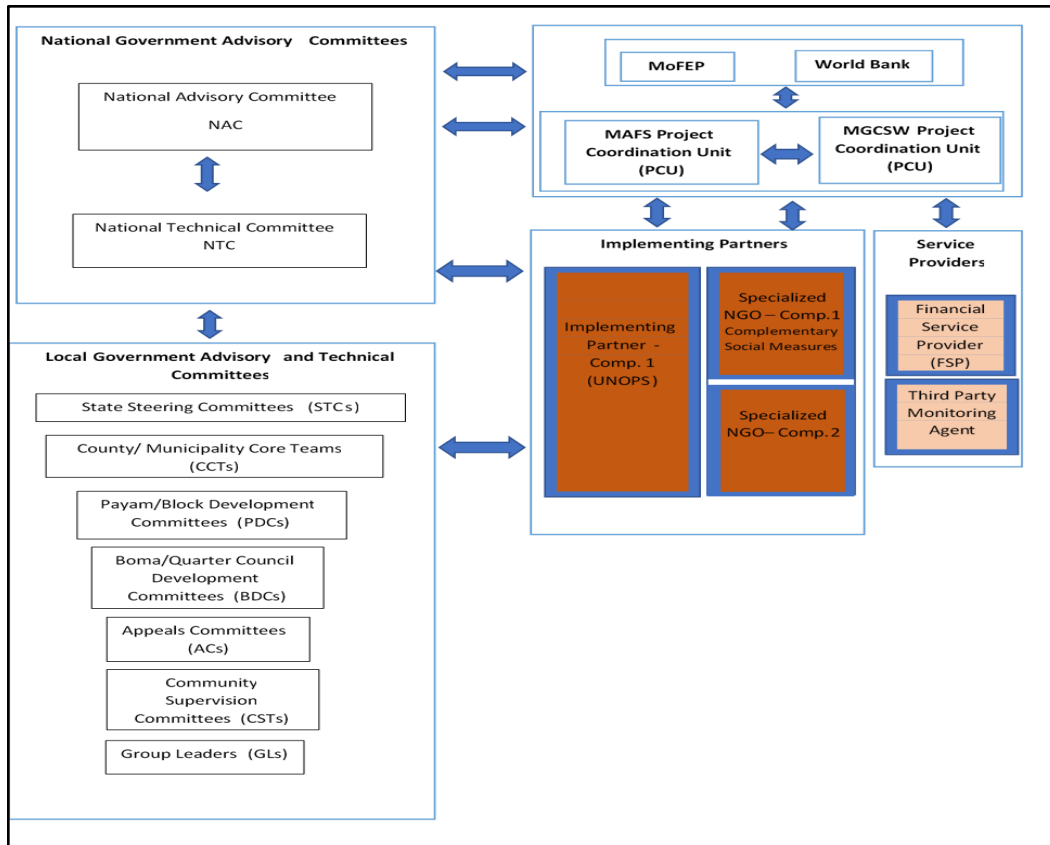 National Government Advisory Committees
National Advisory Committee
NAC
National Technical Committee
NTC
MoFEP
World Bank
MAFS Project
Coordination Unit
(PCU)
MGCSW Project
Coordination Unit
(PCU)
Implementing Partners
Implementing
Partner -
Comp. 1
(UNOPS)
Specialized
NGO – Comp.1
Complementary
Social Measures
Specialized
NGO– Comp.2
Service
Providers
Financial
Service
Provider
(FSP)
Third Party
Monitoring
Agent
Local Government Advisory and Technical
Committees
State Steering Committees (STCs)
County/ Municipality Core Teams
(CCTs)
Payam/Block Development
Committees (PDCs)
Boma/Quarter Council
Development
Committees (BDCs)
Appeals Committees
(ACs)
Community
Supervision
Committees (CSTs)
Group Leaders (GLs)